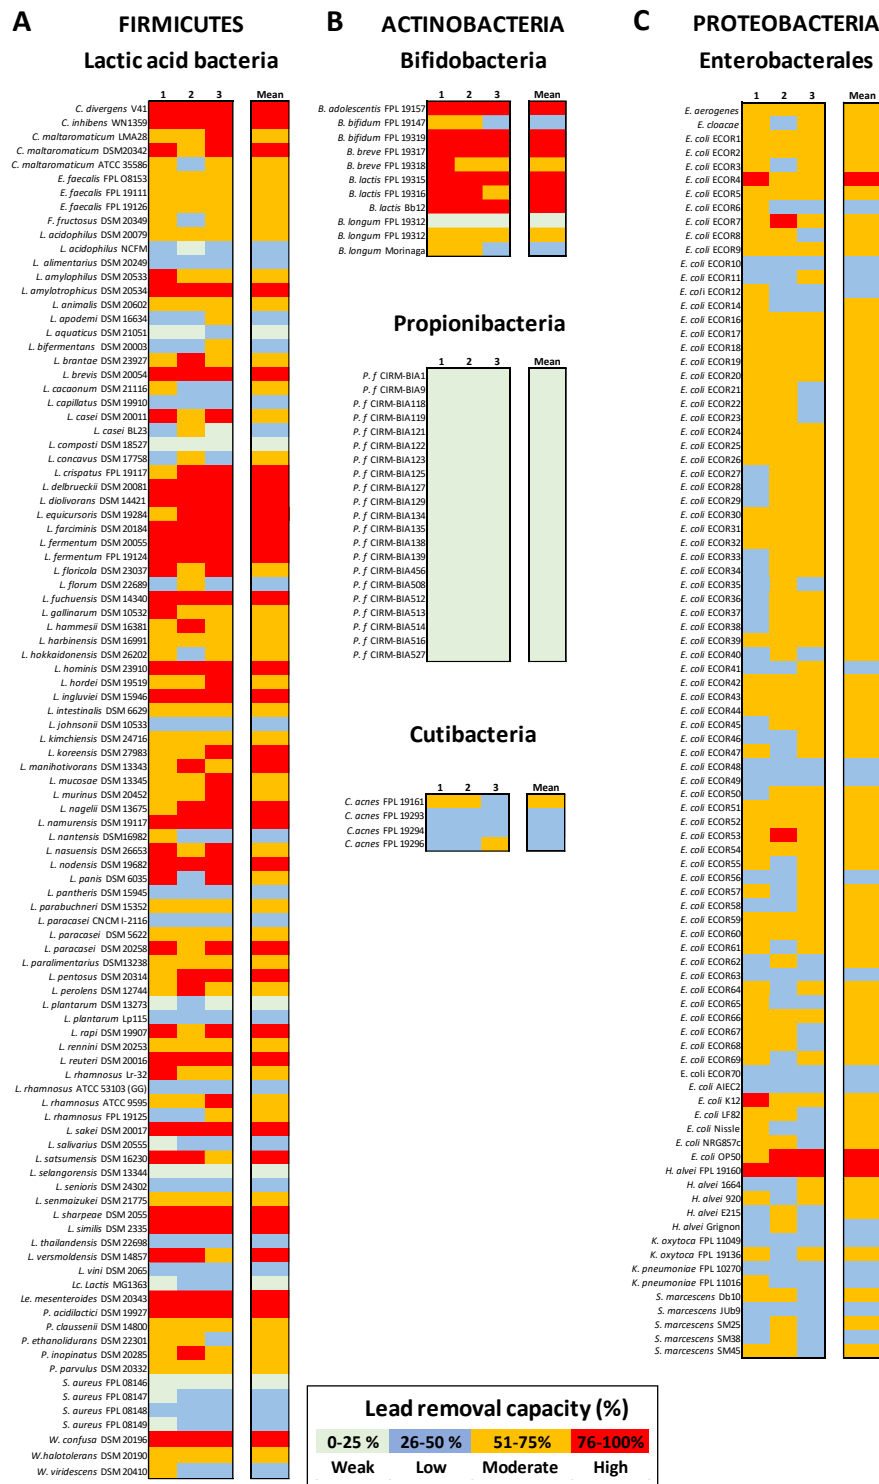 A
FIRMICUTES
Lactic acid bacteria
1 2 3 Mean
C. divergens V41
C. inhibens WN1359
C. maltaromaticum LMA28
C. maltaromaticum DSM20342
C. maltaromaticum ATCC 35586
E. faecalis FPL O8153
E. faecalis FPL 19111
E. faecalis FPL 19126
F. fructosus DSM 20349
L. acidophilus DSM 20079
L. acidophilus NCFM
L. alimentarius DSM 20249
L. amylophilus DSM 20533
L. amylotrophicus DSM 20534
L. animalis DSM 20602
L. apodemi DSM 16634
L. aquaticus DSM 21051
L. bifermentans DSM 20003
L. brantae DSM 23927
L. brevis DSM 20054
L. cacaonum DSM 21116
L. capillatus DSM 19910
L. casei DSM 20011
L. casei BL23
L. composti DSM 18527
L. concavus DSM 17758
L. crispatus FPL 19117
L. delbrueckii DSM 20081
L. diolivorans DSM 14421
L. equicursoris DSM 19284
L. farciminis DSM 20184
L. fermentum DSM 20055
L. fermentum FPL 19124
L. floricola DSM 23037
L. florum DSM 22689
L. fuchuensis DSM 14340
L. gallinarum DSM 10532
L. hammesii DSM 16381
L. harbinensis DSM 16991
L. hokkaidonensis DSM 26202
L. hominis DSM 23910
L. hordei DSM 19519
L. ingluviei DSM 15946
L. intestinalis DSM 6629
L. johnsonii DSM 10533
L. kimchiensis DSM 24716
L. koreensis DSM 27983
L. manihotivorans DSM 13343
L. mucosae DSM 13345
L. murinus DSM 20452
L. nagelii DSM 13675
L. namurensis DSM 19117
L. nantensis DSM16982
L. nasuensis DSM 26653
L. nodensis DSM 19682
L. panis DSM 6035
L. pantheris DSM 15945
L. parabuchneri DSM 15352
L. paracasei CNCM I-2116
L. paracasei DSM 5622
L. paracasei DSM 20258
L. paralimentarius DSM13238
L. pentosus DSM 20314
L. perolens DSM 12744
L. plantarum DSM 13273
L. plantarum Lp115
L. rapi DSM 19907
L. rennini DSM 20253
L. reuteri DSM 20016
L. rhamnosus Lr-32
L. rhamnosus ATCC 53103 (GG)
L. rhamnosus ATCC 9595
L. rhamnosus FPL 19125
L. sakei DSM 20017
L. salivarius DSM 20555
L. satsumensis DSM 16230
L. selangorensis DSM 13344
L. senioris DSM 24302
L. senmaizukei DSM 21775
L. sharpeae DSM 2055
L. similis DSM 2335
L. thailandensis DSM 22698
L. versmoldensis DSM 14857
L. vini DSM 2065
Lc. Lactis MG1363
Le. mesenteroides DSM 20343
P. acidilactici DSM 19927
P. claussenii DSM 14800
P. ethanolidurans DSM 22301
P. inopinatus DSM 20285
P. parvulus DSM 20332
S. aureus FPL 08146
S. aureus FPL 08147
S. aureus FPL 08148
S. aureus FPL 08149
W. confusa DSM 20196
W.halotolerans DSM 20190
W. viridescens DSM 20410
B
ACTINOBACTERIA
Bifidobacteria
1 2 3 Mean
B. adolescentis FPL 19157
B. bifidum FPL 19147
B. bifidum FPL 19319
B. breve FPL 19317
B. breve FPL 19318
B. lactis FPL 19315
B. lactis FPL 19316
B. lactis Bb12
B. longum FPL 19312
B. longum FPL 19312
B. longum Morinaga
Propionibacteria
1 2 3 Mean
P. f CIRM-BIA1
P. f CIRM-BIA9
P. f CIRM-BIA118
P. f CIRM-BIA119
P. f CIRM-BIA121
P. f CIRM-BIA122
P. f CIRM-BIA123
P. f CIRM-BIA125
P. f CIRM-BIA127
P. f CIRM-BIA129
P. f CIRM-BIA134
P. f CIRM-BIA135
P. f CIRM-BIA138
P. f CIRM-BIA139
P. f CIRM-BIA456
P. f CIRM-BIA508
P. f CIRM-BIA512
P. f CIRM-BIA513
P. f CIRM-BIA514
P. f CIRM-BIA516
P. f CIRM-BIA527
Cutibacteria
1 2 3 Mean
C. acnes FPL 19161
C. acnes FPL 19293
C. acnes FPL 19294
C. acnes FPL 19296
C
PROTEOBACTERIA
Enterobacterales
1 2 3 Mean
E. aerogenes
E. cloacae
E. coli ECOR1
E. coli ECOR2
E. coli ECOR3
E. coli ECOR4
E. coli ECOR5
E. coli ECOR6
E. coli ECOR7
E. coli ECOR8
E. coli ECOR9
E. coli ECOR10
E. coli ECOR11
E. coli ECOR12
E. coli ECOR14
E. coli ECOR16
E. coli ECOR17
E. coli ECOR18
E. coli ECOR19
E. coli ECOR20
E. coli ECOR21
E. coli ECOR22
E. coli ECOR23
E. coli ECOR24
E. coli ECOR25
E. coli ECOR26
E. coli ECOR27
E. coli ECOR28
E. coli ECOR29
E. coli ECOR30
E. coli ECOR31
E. coli ECOR32
E. coli ECOR33
E. coli ECOR34
E. coli ECOR35
E. coli ECOR36
E. coli ECOR37
E. coli ECOR38
E. coli ECOR39
E. coli ECOR40
E. coli ECOR41
E. coli ECOR42
E. coli ECOR43
E. coli ECOR44
E. coli ECOR45
E. coli ECOR46
E. coli ECOR47
E. coli ECOR48
E. coli ECOR49
E. coli ECOR50
E. coli ECOR51
E. coli ECOR52
E. coli ECOR53
E. coli ECOR54
E. coli ECOR55
E. coli ECOR56
E. coli ECOR57
E. coli ECOR58
E. coli ECOR59
E. coli ECOR60
E. coli ECOR61
E. coli ECOR62
E. coli ECOR63
E. coli ECOR64
E. coli ECOR65
E. coli ECOR66
E. coli ECOR67
E. coli ECOR68
E. coli ECOR69
E. coli ECOR70
E. coli AIEC2
E. coli K12
E. coli LF82
E. coli Nissle
E. coli NRG857c
E. coli OP50
H. alvei FPL 19160
H. alvei 1664
H. alvei 920
H. alvei E215
H. alvei Grignon
K. oxytoca FPL 11049
K. oxytoca FPL 19136
K. pneumoniae FPL 10270
K. pneumoniae FPL 11016
S. marcescens Db10
S. marcescens JUb9
S. marcescens SM25
S. marcescens SM38
S. marcescens SM45
Lead removal capacity (%)
0-25 % 26-50 % 51-75% 76-100%
Weak Low Moderate High